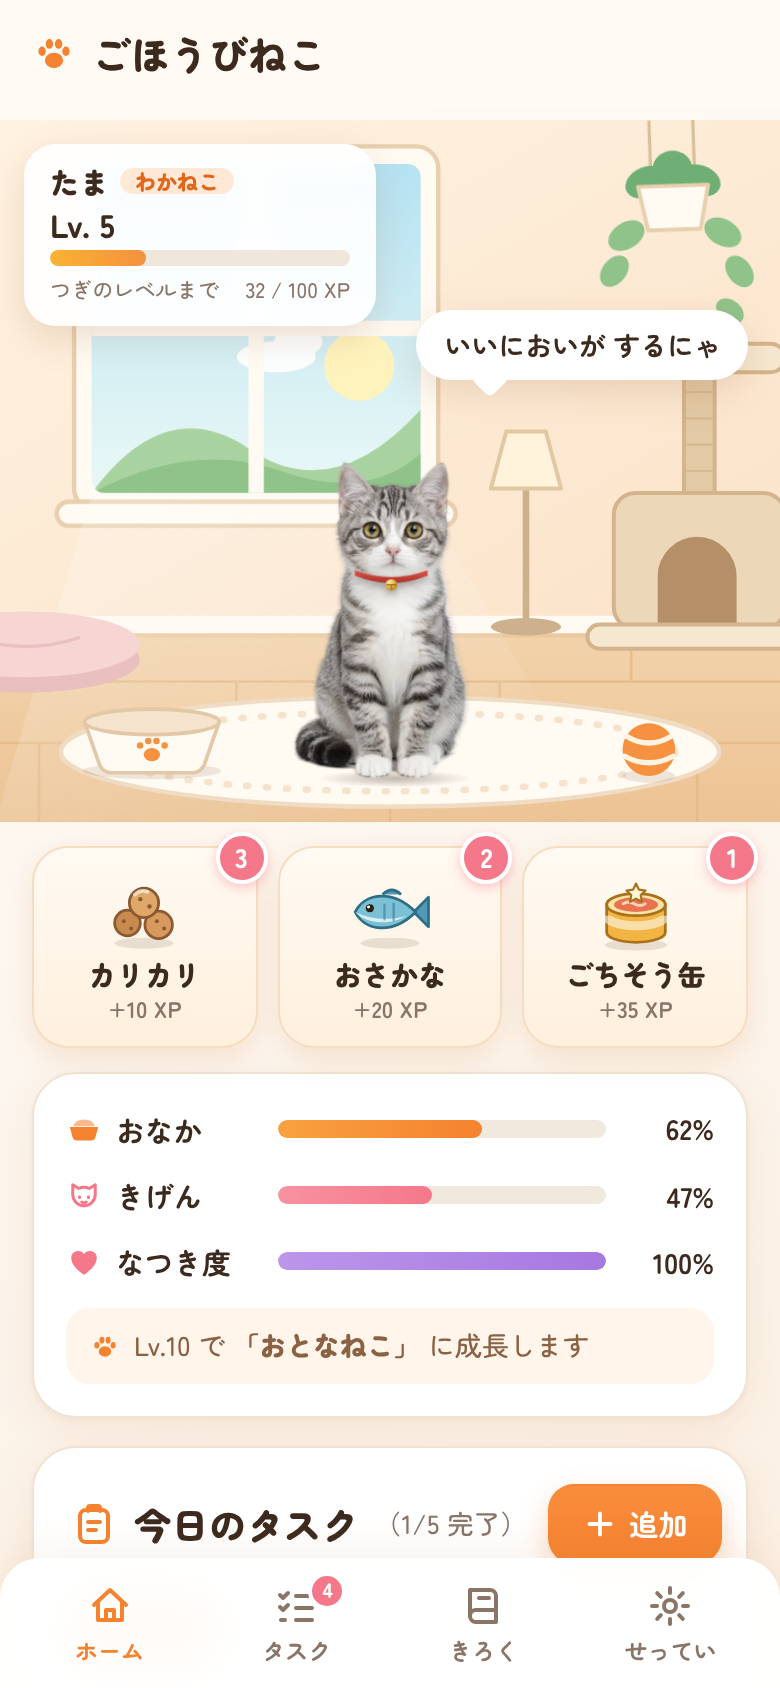 ごほうびねこ
たま わかねこ
Lv. 5
つぎのレベルまで 32 / 100 XP
いいにおいが するにゃ
3
2
1
カリカリ
+10 XP
おさかな
+20 XP
ごちそう缶
+35 XP
おなか 62%
きげん 47%
なつき度 100%
Lv.10 で 「おとなねこ」 に成長します
今日のタスク (1/5 完了) + 追加
4
ホーム タスク きろく せってい